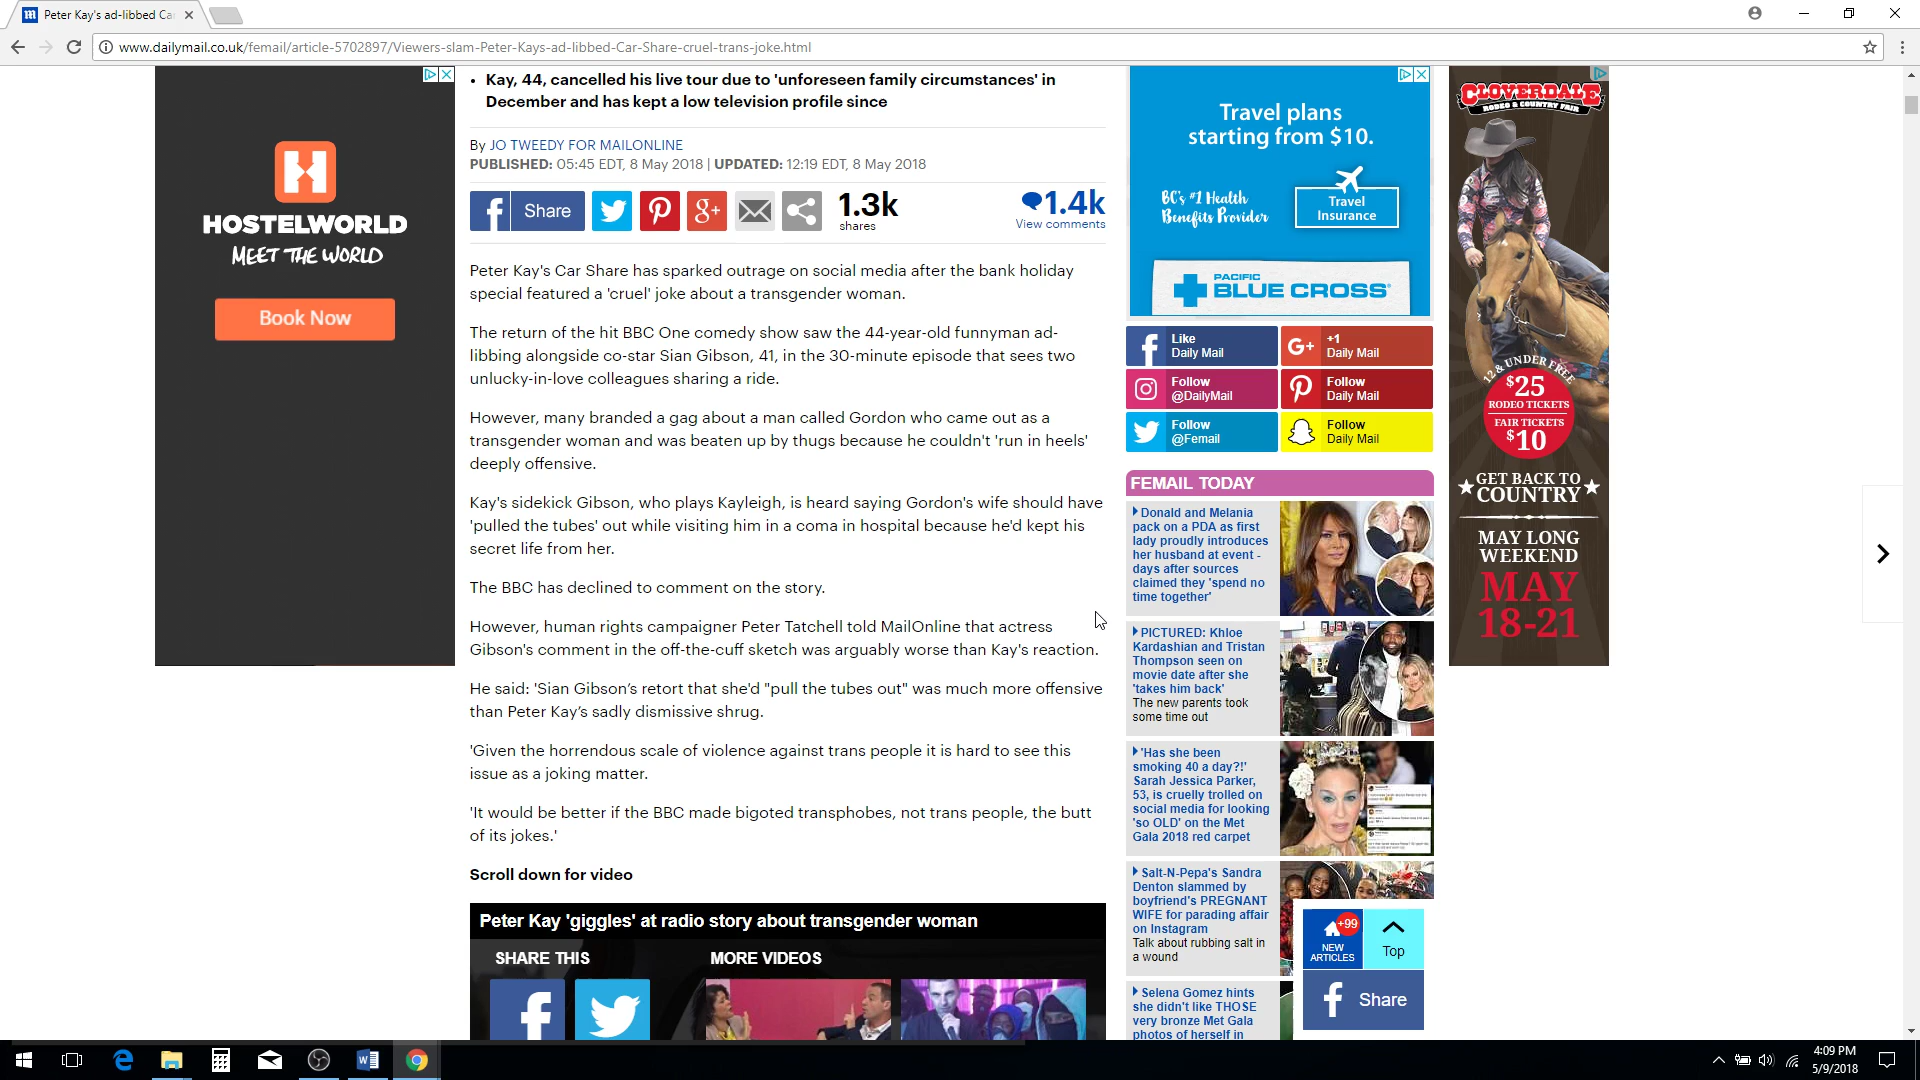 Peter Kay's ad-libbed Ca
www.dailymail.co.uk/femail/article-5702897/Viewers-slam-Peter-Kays-ad-libbed-Car-Share-cruel-trans-joke.html
HOSTELWORLD
MEET THE WORLD
Book Now
• Kay, 44, cancelled his live tour due to 'unforeseen family circumstances' in
December and has kept a low television profile since
By JO TWEEDY FOR MAILONLINE
PUBLISHED: 05:45 EDT, 8 May 2018 | UPDATED: 12:19 EDT, 8 May 2018
Share
1.3k
shares
1.4k
View comments
Peter Kay's Car Share has sparked outrage on social media after the bank holiday
special featured a 'cruel' joke about a transgender woman.
The return of the hit BBC One comedy show saw the 44-year-old funnyman ad-
libbing alongside co-star Sian Gibson, 41, in the 30-minute episode that sees two
unlucky-in-love colleagues sharing a ride.
However, many branded a gag about a man called Gordon who came out as a
transgender woman and was beaten up by thugs because he couldn't 'run in heels'
deeply offensive.
Kay's sidekick Gibson, who plays Kayleigh, is heard saying Gordon's wife should have
'pulled the tubes' out while visiting him in a coma in hospital because he'd kept his
secret life from her.
The BBC has declined to comment on the story.
However, human rights campaigner Peter Tatchell told MailOnline that actress
Gibson's comment in the off-the-cuff sketch was arguably worse than Kay's reaction.
He said: 'Sian Gibson’s retort that she'd "pull the tubes out" was much more offensive
than Peter Kay’s sadly dismissive shrug.
'Given the horrendous scale of violence against trans people it is hard to see this
issue as a joking matter.
'It would be better if the BBC made bigoted transphobes, not trans people, the butt
of its jokes.'
Scroll down for video
Peter Kay 'giggles' at radio story about transgender woman
SHARE THIS
MORE VIDEOS
Travel plans
starting from $10.
BC's #1 Health
Benefits Provider
Travel
Insurance
PACIFIC
BLUE CROSS®
Like
Daily Mail
G+
+1
Daily Mail
Follow
@DailyMail
Follow
Daily Mail
Follow
@Femail
Follow
Daily Mail
FEMAIL TODAY
Donald and Melania
pack on a PDA as first
lady proudly introduces
her husband at event -
days after sources
claimed they 'spend no
time together'
PICTURED: Khloe
Kardashian and Tristan
Thompson seen on
movie date after she
'takes him back'
The new parents took
some time out
'Has she been
smoking 40 a day?!'
Sarah Jessica Parker,
53, is cruelly trolled on
social media for looking
'so OLD' on the Met
Gala 2018 red carpet
Salt-N-Pepa's Sandra
Denton slammed by
boyfriend's PREGNANT
WIFE for parading affair
on Instagram
Talk about rubbing salt in
a wound
Selena Gomez hints
she didn't like THOSE
very bronze Met Gala
photos of herself in
+99
NEW
ARTICLES
Top
Share
CLOVERDALE
RODEO & COUNTRY FAIR
12 & UNDER FREE
$25
RODEO TICKETS
FAIR TICKETS
$10
GET BACK TO
COUNTRY
MAY LONG
WEEKEND
MAY
18-21
4:09 PM
5/9/2018